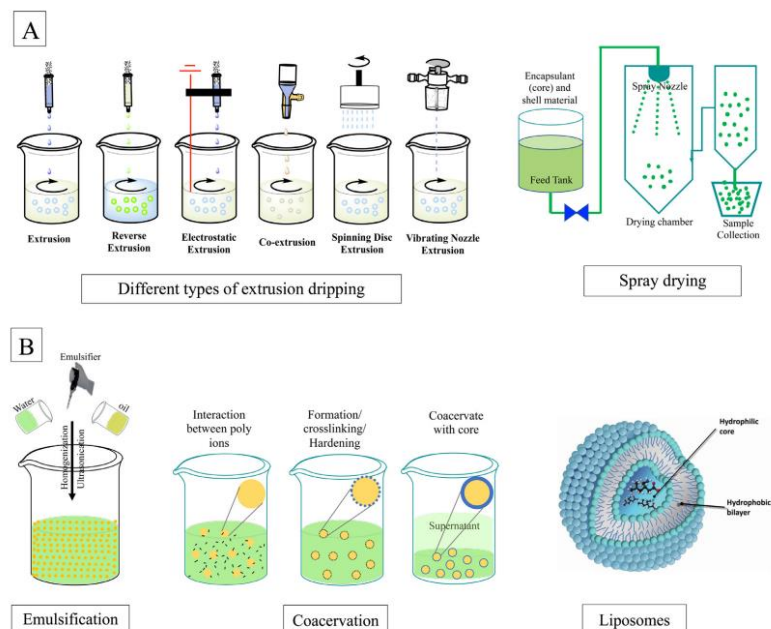 A
Extrusion
Reverse
Extrusion
Electrostatic
Extrusion
Co-extrusion
Spinning Disc
Extrusion
Vibrating Nozzle
Extrusion
Different types of extrusion dripping
Encapsulant
(core) and
shell material
Feed Tank
Spray Nozzle
Drying chamber
Sample
Collection
Spray drying
B
Emulsifier
Water
oil
Homogenization
Ultrasonication
Emulsification
Interaction
between poly
ions
Formation/
crosslinking/
Hardening
Coacervate
with core
Supernatant
Coacervation
Hydrophilic
core
Hydrophobic
bilayer
Liposomes